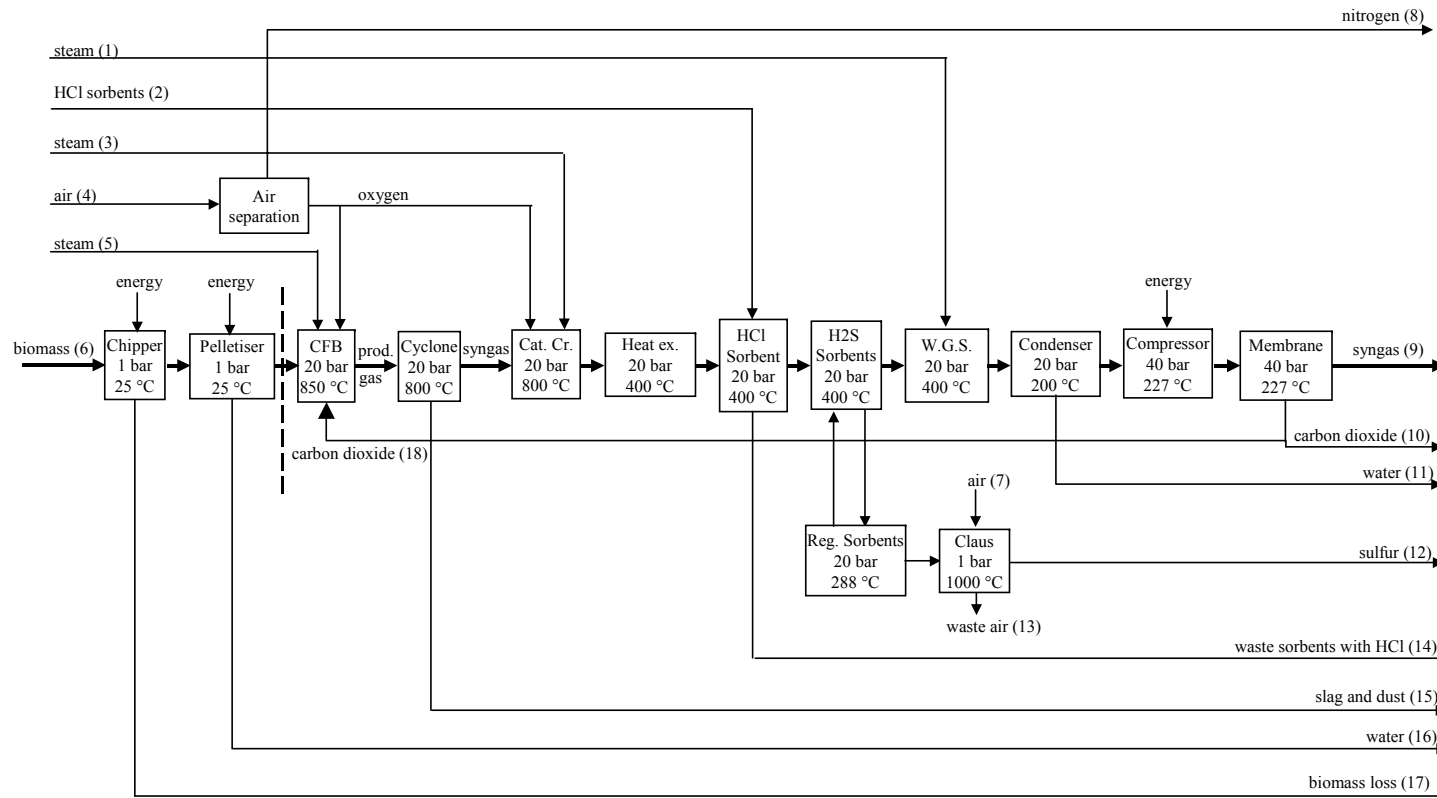 nitrogen (8)
steam (1)
HCl sorbents (2)
steam (3)
air (4)
Air
separation
oxygen
steam (5)
energy
energy
energy
biomass (6)
Chipper
1 bar
25 °C
Pelletiser
1 bar
25 °C
CFB
20 bar
850 °C
prod.
gas
Cyclone
20 bar
800 °C
syngas
Cat. Cr.
20 bar
800 °C
Heat ex.
20 bar
400 °C
HCl
Sorbent
20 bar
400 °C
H2S
Sorbents
20 bar
400 °C
W.G.S.
20 bar
400 °C
Condenser
20 bar
200 °C
Compressor
40 bar
227 °C
Membrane
40 bar
227 °C
syngas (9)
carbon dioxide (18)
carbon dioxide (10)
water (11)
air (7)
Reg. Sorbents
20 bar
288 °C
Claus
1 bar
1000 °C
sulfur (12)
waste air (13)
waste sorbents with HCl (14)
slag and dust (15)
water (16)
biomass loss (17)